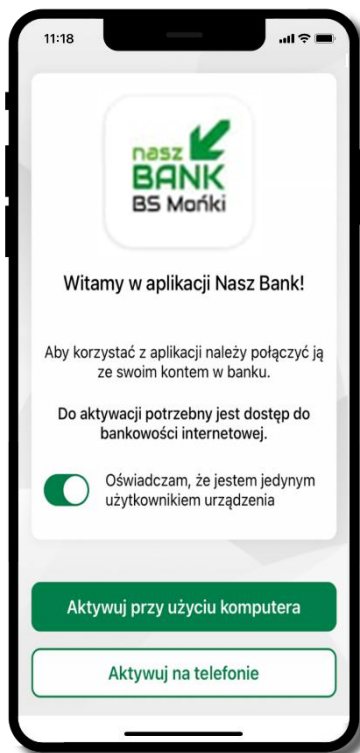 11:18
nasz
BANK
BS Mońki
Witamy w aplikacji Nasz Bank!
Aby korzystać z aplikacji należy połączyć ją
ze swoim kontem w banku.
Do aktywacji potrzebny jest dostęp do
bankowości internetowej.
Oświadczam, że jestem jedynym
użytkownikiem urządzenia
Aktywuj przy użyciu komputera
Aktywuj na telefonie